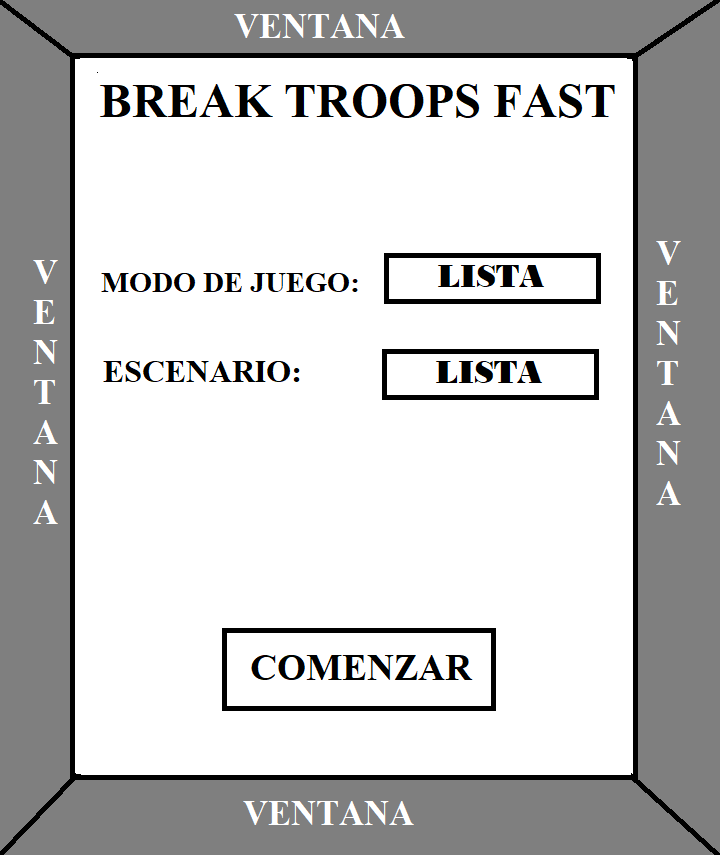 VENTANA
BREAK TROOPS FAST
VENTANA
MODO DE JUEGO: LISTA
ESCENARIO: LISTA
VENTANA
COMENZAR
VENTANA